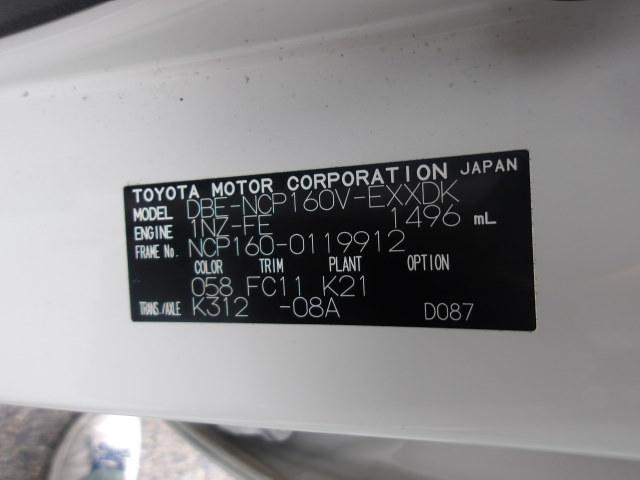 TOYOTA MOTOR CORPORATION JAPAN
MODEL DBE-NCP160V-EXXDK
ENGINE 1NZ-FE 1496 mL
FRAME No. NCP160-0119912
COLOR TRIM PLANT OPTION
058 FC11 K21
TRANS./AXLE K312 -08A D087